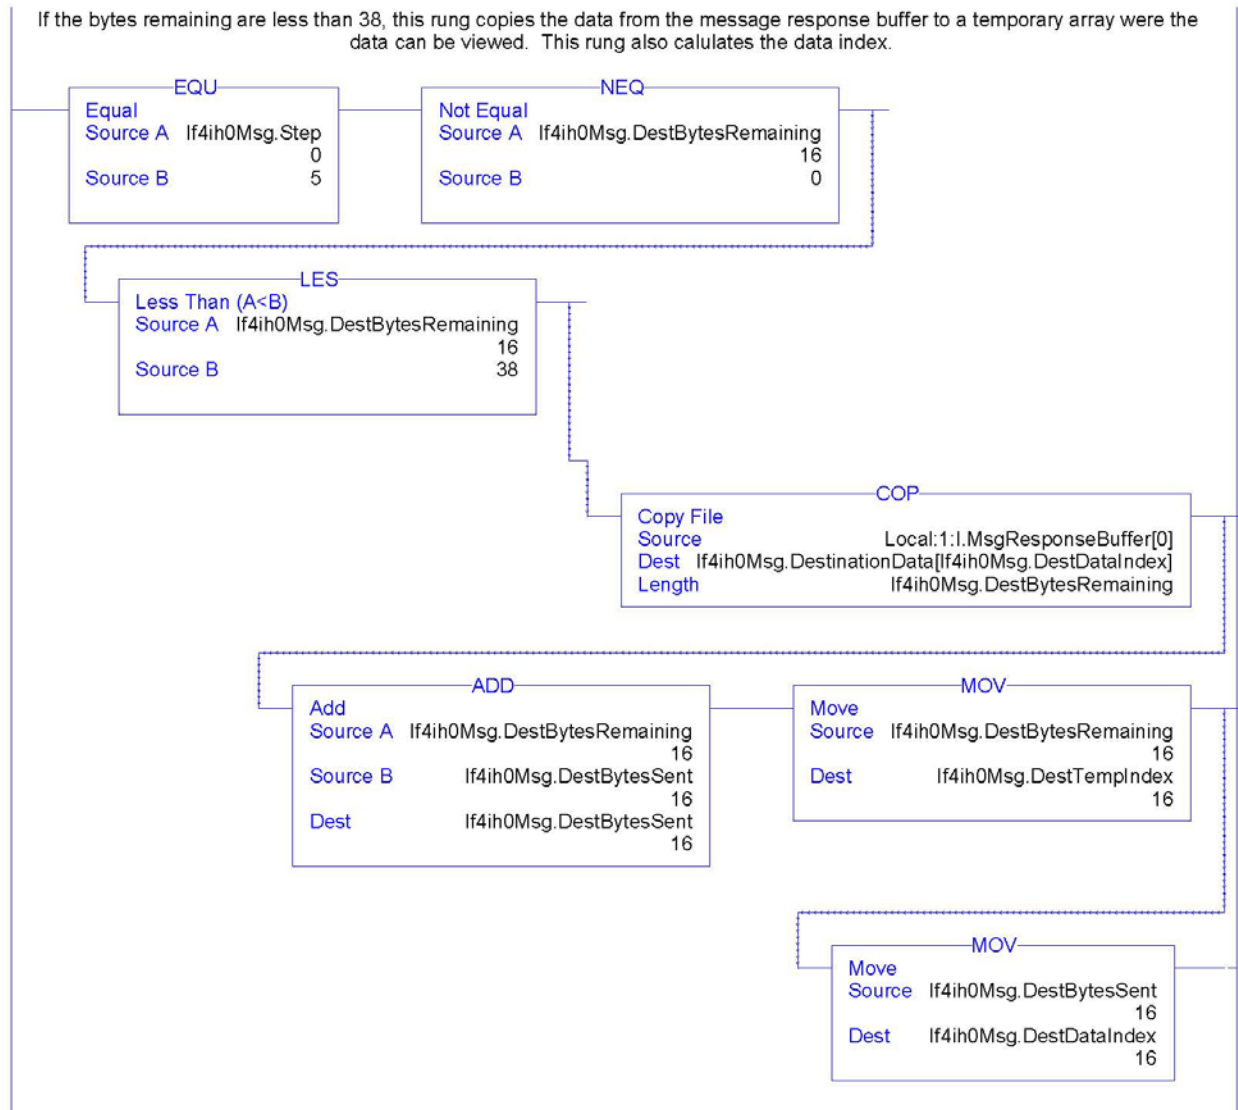 If the bytes remaining are less than 38, this rung copies the data from the message response buffer to a temporary array were the
data can be viewed.  This rung also calulates the data index.
EQU
Equal
Source A If4ih0Msg.Step
0
Source B 5
NEQ
Not Equal
Source A If4ih0Msg.DestBytesRemaining
16
Source B 0
LES
Less Than (A<B)
Source A If4ih0Msg.DestBytesRemaining
16
Source B 38
COP
Copy File
Source Local:1:I.MsgResponseBuffer[0]
Dest If4ih0Msg.DestinationData[If4ih0Msg.DestDataIndex]
Length If4ih0Msg.DestBytesRemaining
ADD
Add
Source A If4ih0Msg.DestBytesRemaining
16
Source B If4ih0Msg.DestBytesSent
16
Dest If4ih0Msg.DestBytesSent
16
MOV
Move
Source If4ih0Msg.DestBytesRemaining
16
Dest If4ih0Msg.DestTempIndex
16
MOV
Move
Source If4ih0Msg.DestBytesSent
16
Dest If4ih0Msg.DestDataIndex
16